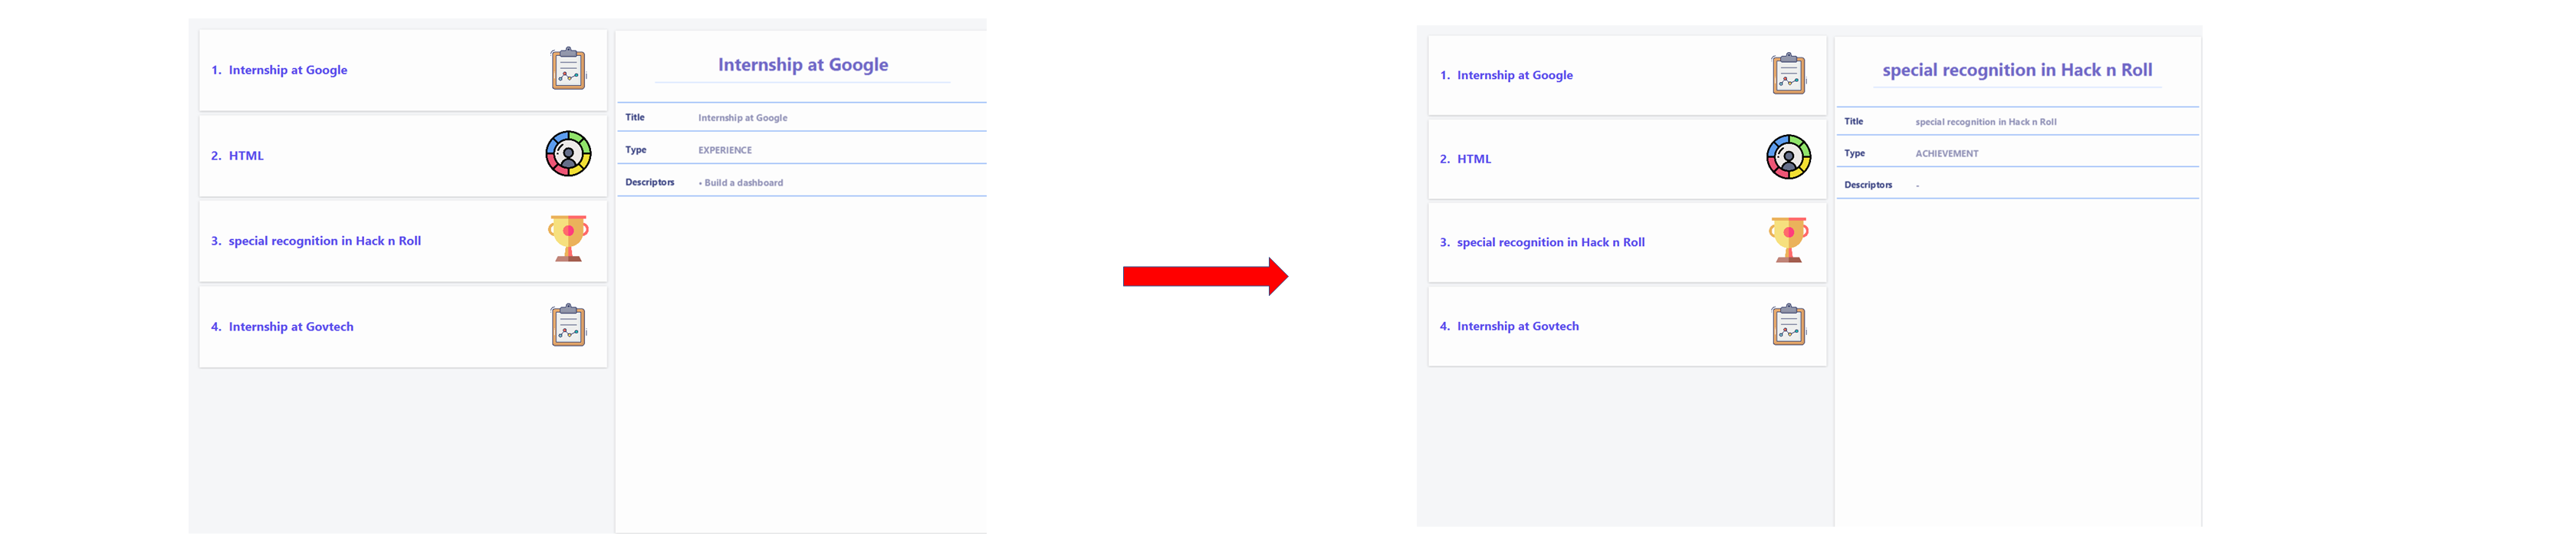 1. Internship at Google
2. HTML
3. special recognition in Hack n Roll
4. Internship at Govtech
Internship at Google
Title Internship at Google
Type EXPERIENCE
Descriptors • Build a dashboard
1. Internship at Google
2. HTML
3. special recognition in Hack n Roll
4. Internship at Govtech
special recognition in Hack n Roll
Title special recognition in Hack n Roll
Type ACHIEVEMENT
Descriptors -